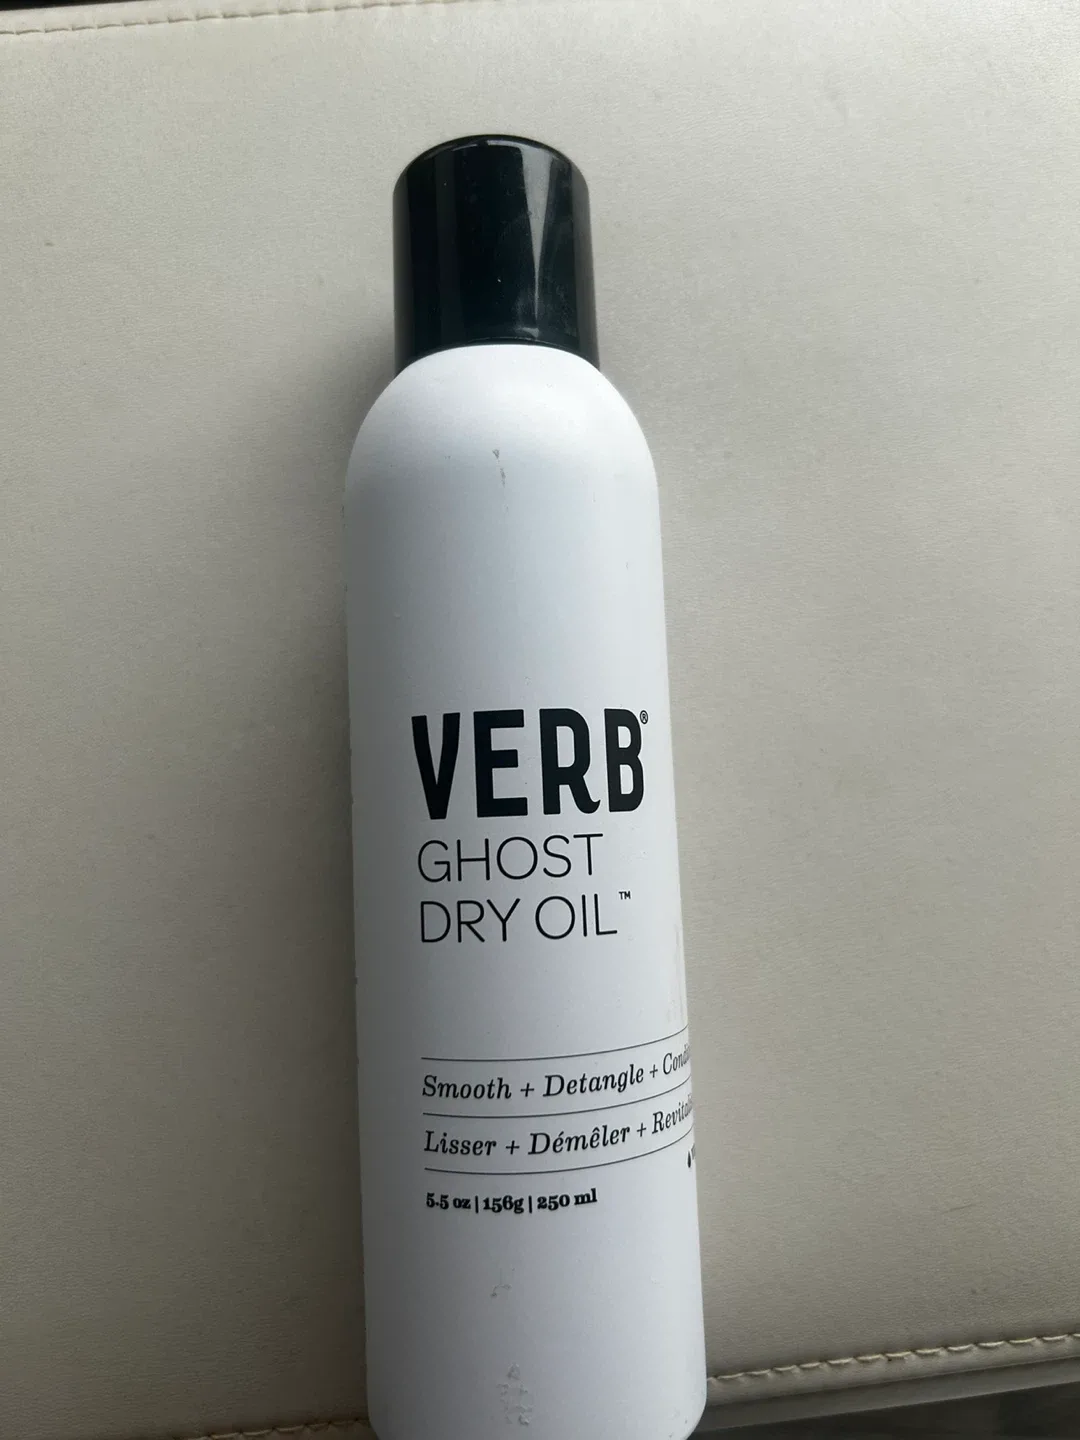 VERB®
GHOST
DRY OIL™
Smooth + Detangle +
Lisser + Démêler +
5.5 oz | 156g | 250 ml